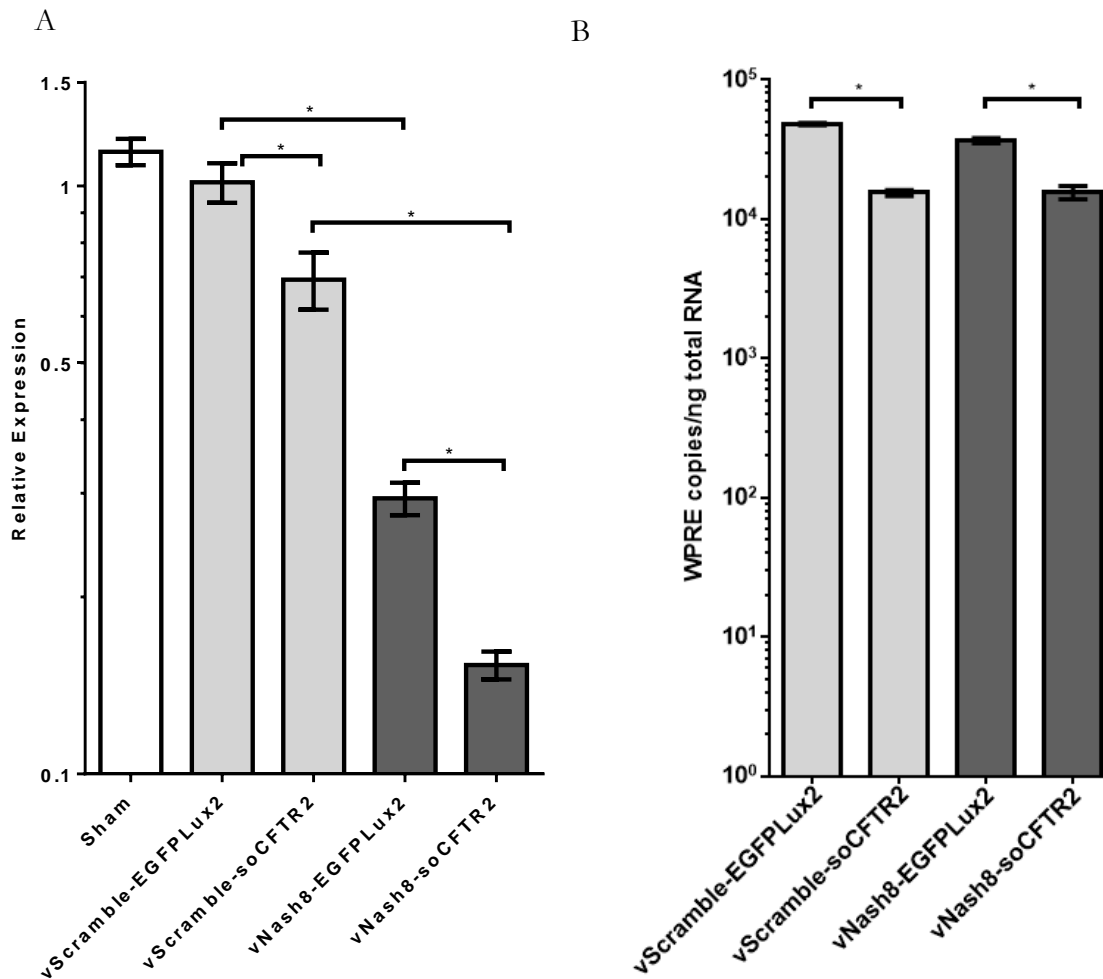 A
B
Relative Expression
1.5
1
0.5
0.1
*
*
*
*
Sham
vScramble-EGFPLux2
vScramble-soCFTR2
vNash8-EGFPLux2
vNash8-soCFTR2
WPRE copies/ng total RNA
10⁵
10⁴
10³
10²
10¹
10⁰
*
*
vScramble-EGFPLux2
vScramble-soCFTR2
vNash8-EGFPLux2
vNash8-soCFTR2